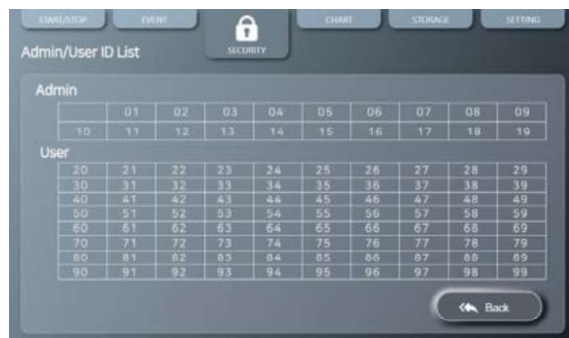 START/STOP EVENT SECURITY CHART STORAGE SETTING
Admin/User ID List
Admin
01 02 03 04 05 06 07 08 09
10 11 12 13 14 15 16 17 18 19
User
20 21 22 23 24 25 26 27 28 29
30 31 32 33 34 35 36 37 38 39
40 41 42 43 44 45 46 47 48 49
50 51 52 53 54 55 56 57 58 59
60 61 62 63 64 65 66 67 68 69
70 71 72 73 74 75 76 77 78 79
80 81 82 83 84 85 86 87 88 89
90 91 92 93 94 95 96 97 98 99
Back